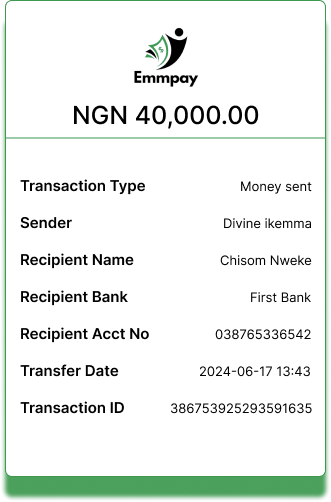 $
Emmpay
NGN 40,000.00
Transaction Type Money sent
Sender Divine ikemma
Recipient Name Chisom Nweke
Recipient Bank First Bank
Recipient Acct No 038765336542
Transfer Date 2024-06-17 13:43
Transaction ID 386753925293591635